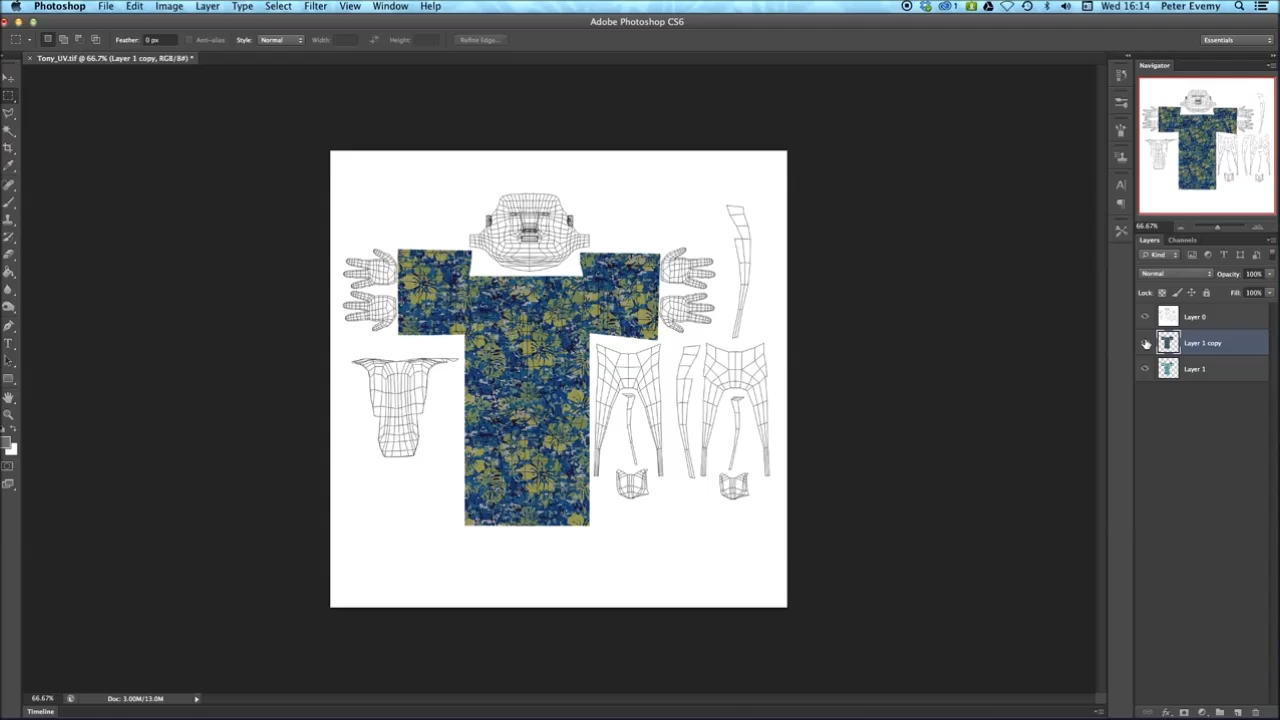 Photoshop File Edit Image Layer Type Select Filter View Window Help 1 Wed 16:14 Peter Evemy
Adobe Photoshop CS6
Feather: 0 px Anti-alias Style: Normal Width: Height: Refine Edge... Essentials
Tony_UV.tif @ 66.7% (Layer 1 copy, RGB/8#) *
Navigator
66.67%
Layers Channels
Kind
Normal Opacity: 100%
Lock: Fill: 100%
Layer 0
Layer 1 copy
Layer 1
66.67% Doc: 3.00M/13.0M
Timeline